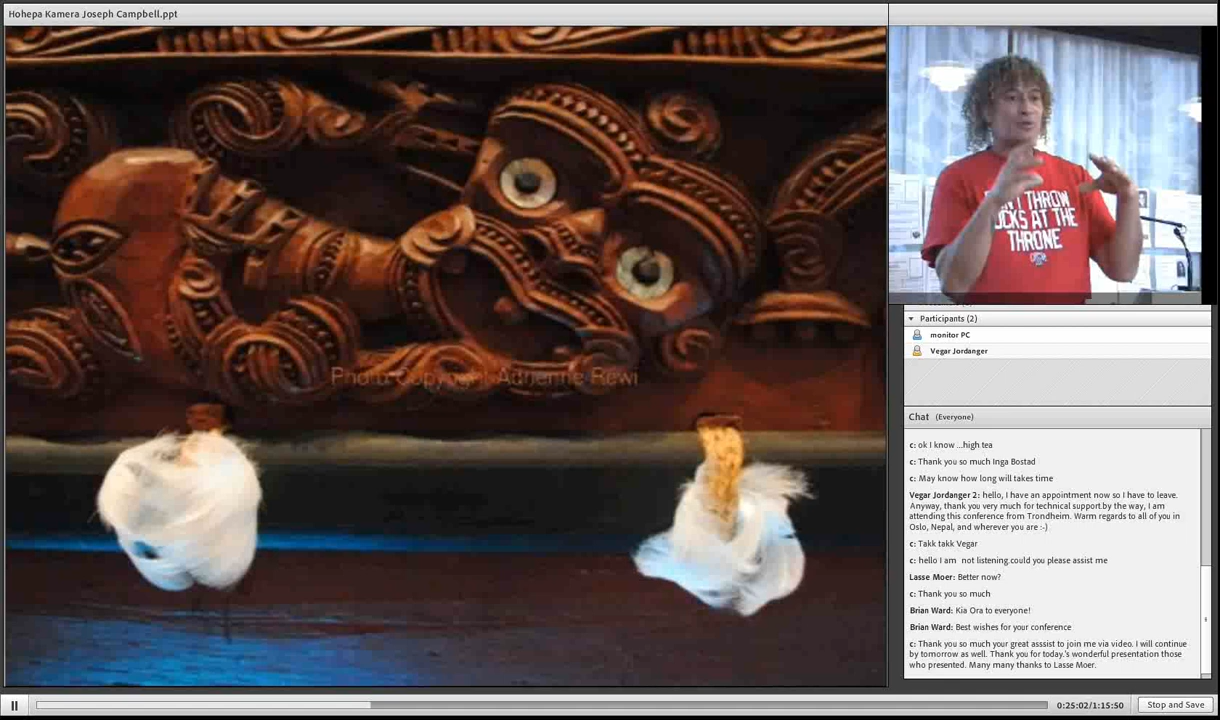 Hohepa Kamera Joseph Campbell.ppt
Photo Copyright Adrienne Rewi
THROW
AT THE
THRONE
Participants (2)
monitor PC
Vegar Jordanger
Chat (Everyone)
c: ok I know ...high tea
c: Thank you so much Inga Bostad
c: May know how long will takes time
Vegar Jordanger 2: hello, I have an appointment now so I have to leave.
Anyway, thank you very much for technical support.by the way, I am
attending this conference from Trondheim. Warm regards to all of you in
Oslo, Nepal, and wherever you are :-)
c: Takk takk Vegar
c: hello I am  not listening.could you please assist me
Lasse Moer: Better now?
c: Thank you so much
Brian Ward: Kia Ora to everyone!
Brian Ward: Best wishes for your conference
c: Thank you so much your great asssist to join me via video. I will continue
by tomorrow as well. Thank you for today.'s wonderful presentation those
who presented. Many many thanks to Lasse Moer.
0:25:02/1:15:50
Stop and Save